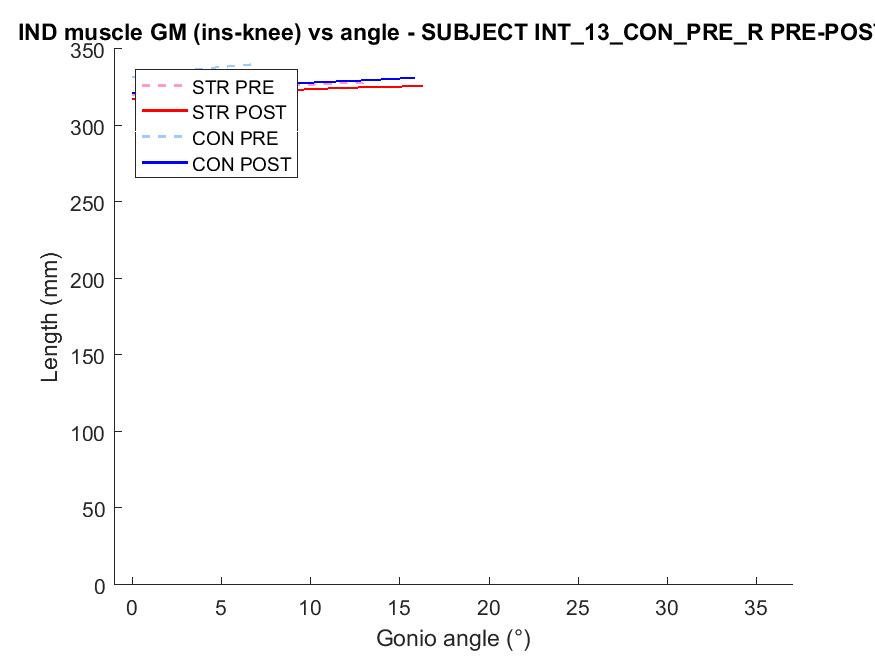 IND muscle GM (ins-knee) vs angle - SUBJECT INT_13_CON_PRE_R PRE-POST
350
300
250
200
150
100
50
0
Length (mm)
STR PRE
STR POST
CON PRE
CON POST
0 5 10 15 20 25 30 35
Gonio angle (°)